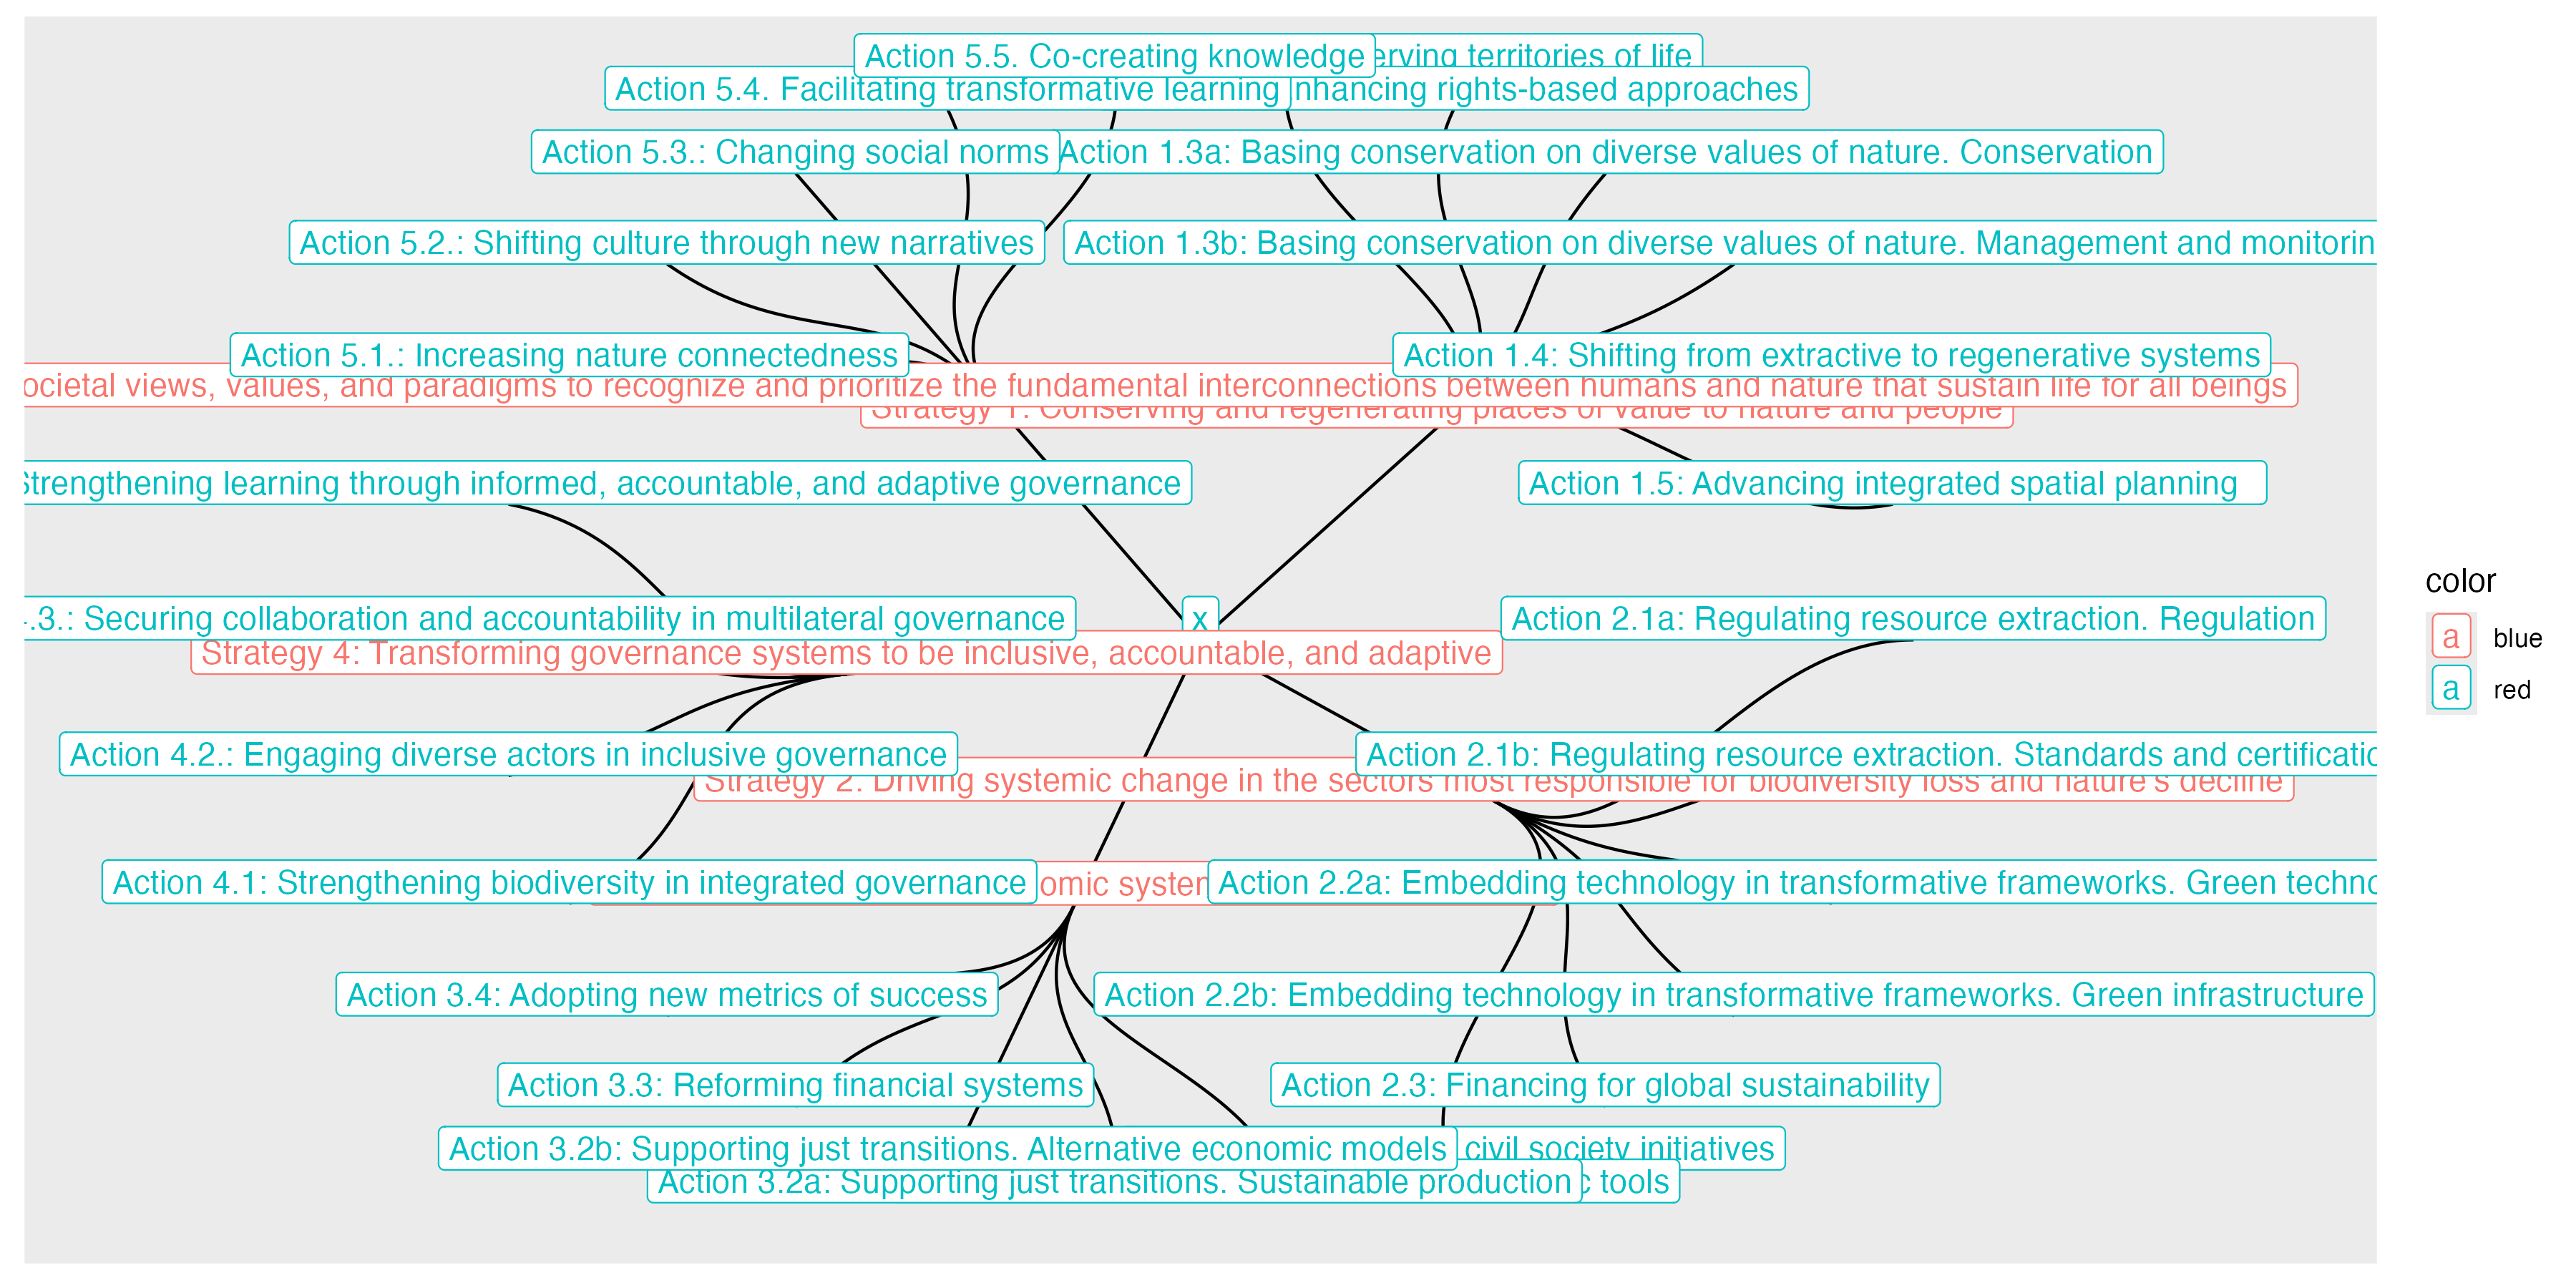 Action 5.5. Co-creating knowledge
erving territories of life
Action 5.4. Facilitating transformative learning
nhancing rights-based approaches
Action 5.3.: Changing social norms
Action 1.3a: Basing conservation on diverse values of nature. Conservation
Action 5.2.: Shifting culture through new narratives
Action 1.3b: Basing conservation on diverse values of nature. Management and monitorin
Action 5.1.: Increasing nature connectedness
Action 1.4: Shifting from extractive to regenerative systems
ocietal views, values, and paradigms to recognize and prioritize the fundamental interconnections between humans and nature that sustain life for all beings
Strategy 1: Conserving and regenerating places of value to nature and people
Strengthening learning through informed, accountable, and adaptive governance
Action 1.5: Advancing integrated spatial planning
.3.: Securing collaboration and accountability in multilateral governance
x
Action 2.1a: Regulating resource extraction. Regulation
Strategy 4: Transforming governance systems to be inclusive, accountable, and adaptive
Action 4.2.: Engaging diverse actors in inclusive governance
Action 2.1b: Regulating resource extraction. Standards and certificatio
Strategy 2: Driving systemic change in the sectors most responsible for biodiversity loss and nature's decline
Action 4.1: Strengthening biodiversity in integrated governance
omic system
Action 2.2a: Embedding technology in transformative frameworks. Green techno
Action 3.4: Adopting new metrics of success
Action 2.2b: Embedding technology in transformative frameworks. Green infrastructure
Action 3.3: Reforming financial systems
Action 2.3: Financing for global sustainability
Action 3.2b: Supporting just transitions. Alternative economic models
civil society initiatives
Action 3.2a: Supporting just transitions. Sustainable production
c tools
color
a blue
a red